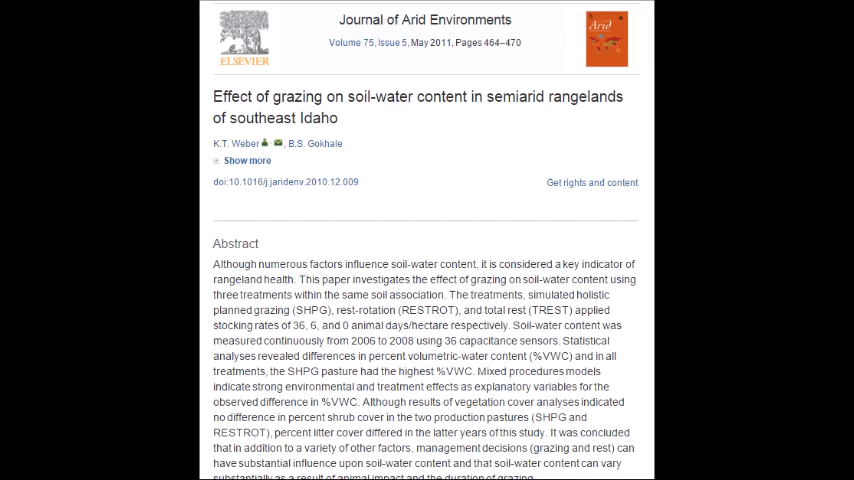 Journal of Arid Environments
Volume 75, Issue 5, May 2011, Pages 464–470
ELSEVIER
Arid
Effect of grazing on soil-water content in semiarid rangelands
of southeast Idaho
K.T. Weber, B.S. Gokhale
Show more
doi:10.1016/j.jaridenv.2010.12.009
Get rights and content
Abstract
Although numerous factors influence soil-water content, it is considered a key indicator of
rangeland health. This paper investigates the effect of grazing on soil-water content using
three treatments within the same soil association. The treatments, simulated holistic
planned grazing (SHPG), rest-rotation (RESTROT), and total rest (TREST) applied
stocking rates of 36, 6, and 0 animal days/hectare respectively. Soil-water content was
measured continuously from 2006 to 2008 using 36 capacitance sensors. Statistical
analyses revealed differences in percent volumetric-water content (%VWC) and in all
treatments, the SHPG pasture had the highest %VWC. Mixed procedures models
indicate strong environmental and treatment effects as explanatory variables for the
observed difference in %VWC. Although results of vegetation cover analyses indicated
no difference in percent shrub cover in the two production pastures (SHPG and
RESTROT), percent litter cover differed in the latter years of this study. It was concluded
that in addition to a variety of other factors, management decisions (grazing and rest) can
have substantial influence upon soil-water content and that soil-water content can vary
substantially as a result of animal impact and the duration of grazing.